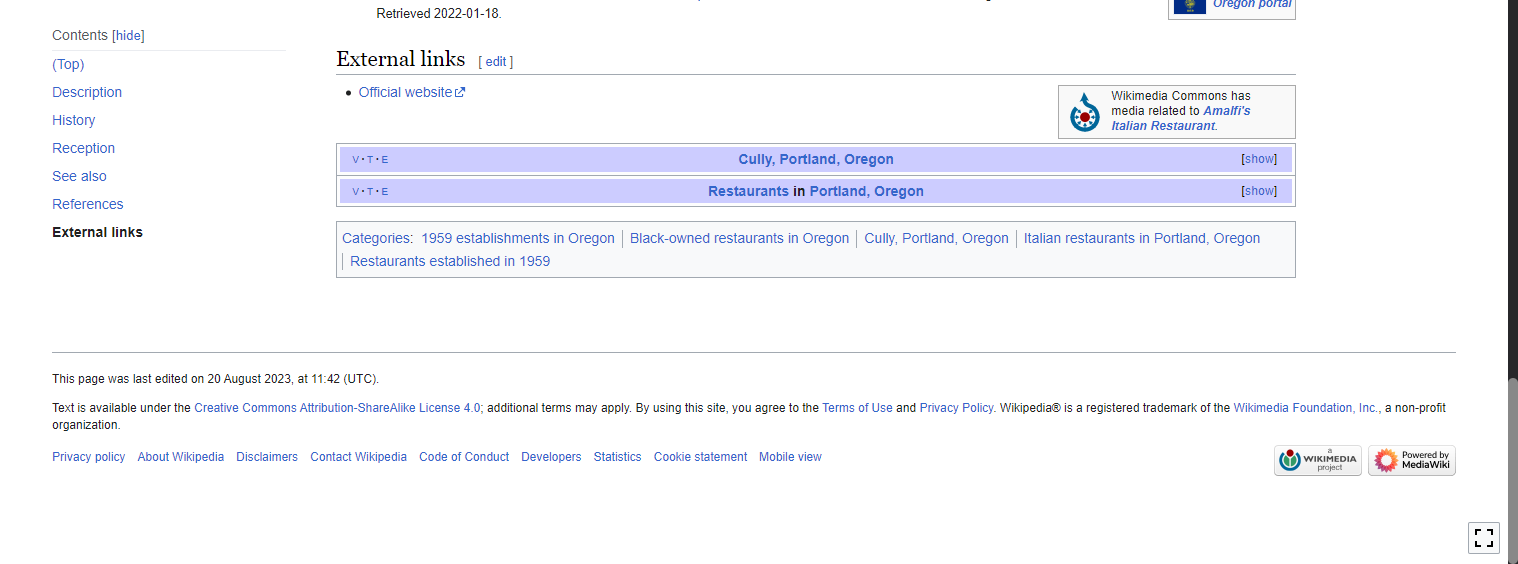 Retrieved 2022-01-18.
Oregon portal
Contents [hide]
(Top)
Description
History
Reception
See also
References
External links
External links [ edit ]
Official website
Wikimedia Commons has
media related to Amalfi's
Italian Restaurant.
V · T · E Cully, Portland, Oregon [show]
V · T · E Restaurants in Portland, Oregon [show]
Categories: 1959 establishments in Oregon | Black-owned restaurants in Oregon | Cully, Portland, Oregon | Italian restaurants in Portland, Oregon
| Restaurants established in 1959
This page was last edited on 20 August 2023, at 11:42 (UTC).
Text is available under the Creative Commons Attribution-ShareAlike License 4.0; additional terms may apply. By using this site, you agree to the Terms of Use and Privacy Policy. Wikipedia® is a registered trademark of the Wikimedia Foundation, Inc., a non-profit
organization.
Privacy policy About Wikipedia Disclaimers Contact Wikipedia Code of Conduct Developers Statistics Cookie statement Mobile view
a
WIKIMEDIA
project
Powered by
MediaWiki